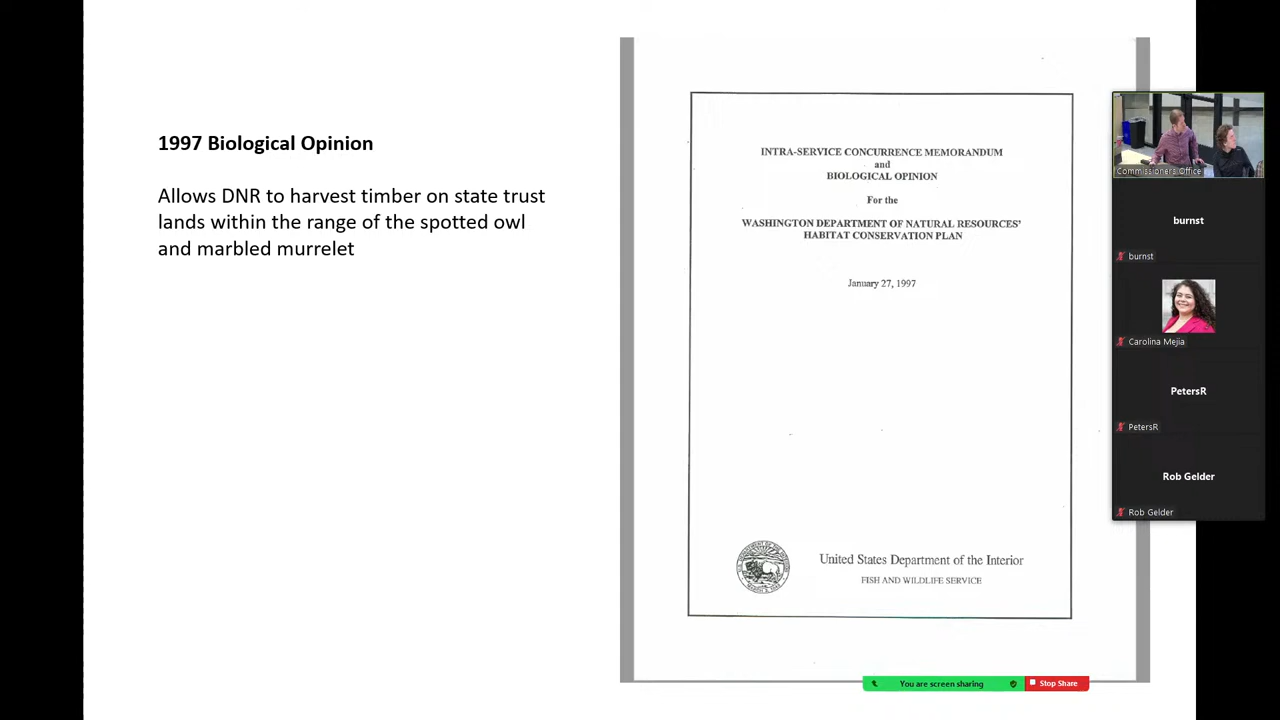 1997 Biological Opinion
Allows DNR to harvest timber on state trust
lands within the range of the spotted owl
and marbled murrelet
INTRA-SERVICE CONCURRENCE MEMORANDUM
and
BIOLOGICAL OPINION
For the
WASHINGTON DEPARTMENT OF NATURAL RESOURCES'
HABITAT CONSERVATION PLAN
January 27, 1997
United States Department of the Interior
FISH AND WILDLIFE SERVICE
Commissioners Office
burnst
burnst
Carolina Mejia
PetersR
PetersR
Rob Gelder
Rob Gelder
You are screen sharing
Stop Share